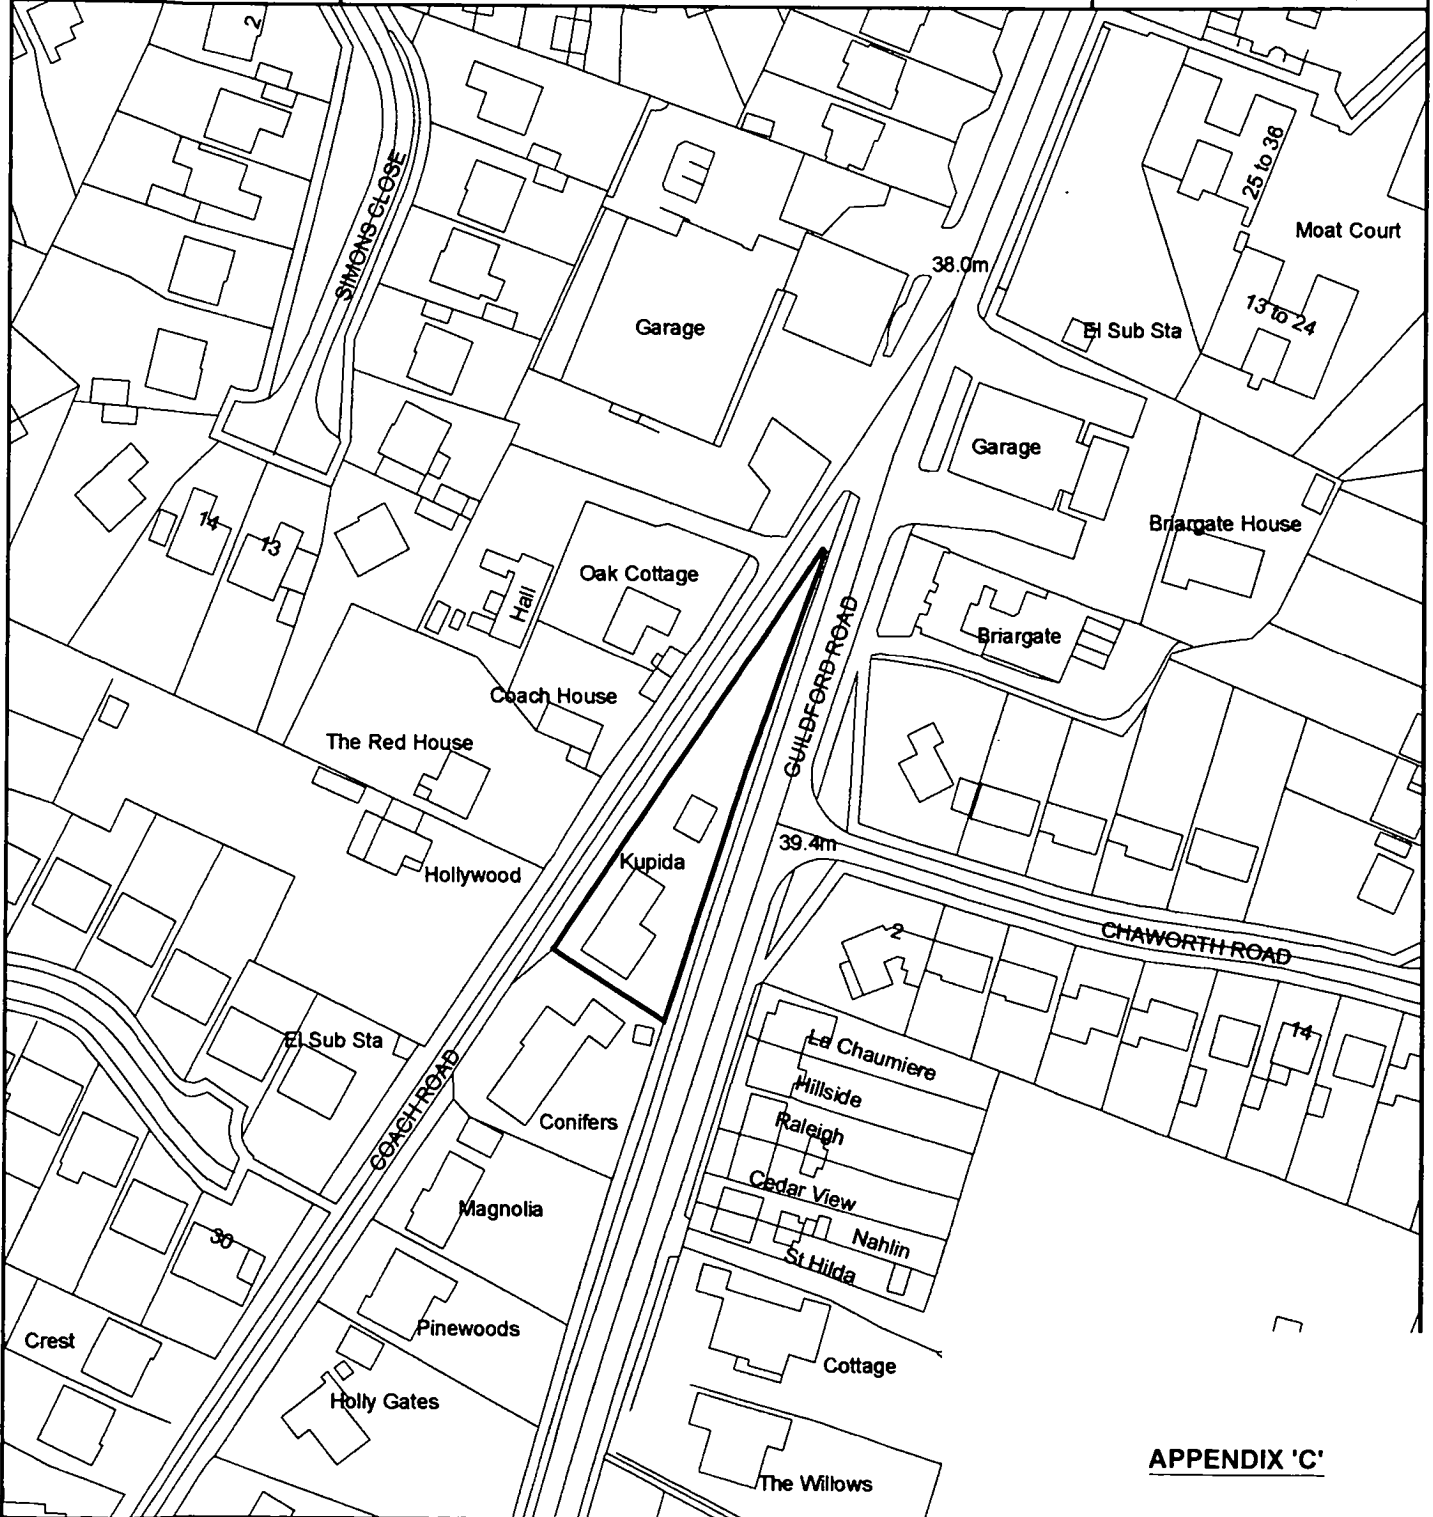 2
SIMONS CLOSE
25 to 36
Moat Court
38.0m
13 to 24
Garage
El Sub Sta
Garage
14
13
Briargate House
Oak Cottage
Hall
GUILDFORD ROAD
Briargate
Coach House
The Red House
39.4m
Kupida
Hollywood
2
CHAWORTH ROAD
El Sub Sta
La Chaumiere
14
Hillside
COACH ROAD
Conifers
Raleigh
Cedar View
Magnolia
30
Nahlin
St Hilda
Pinewoods
Crest
Cottage
Holly Gates
APPENDIX 'C'
The Willows